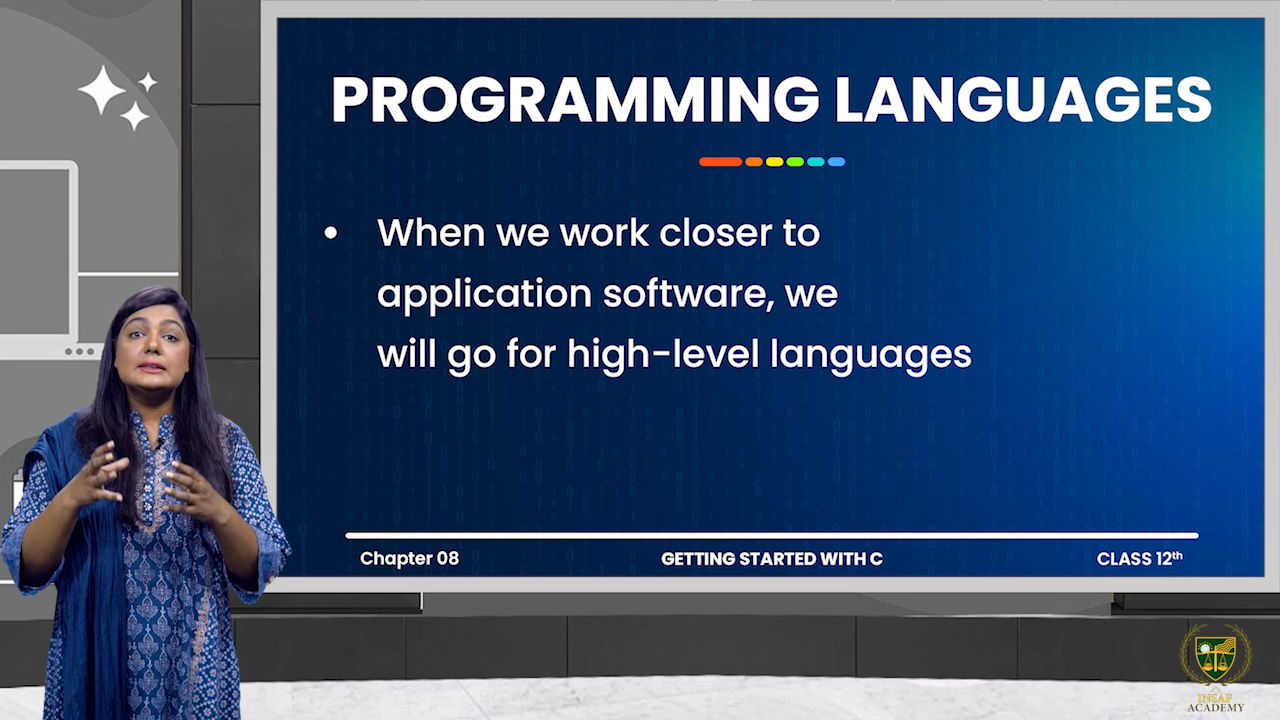 PROGRAMMING LANGUAGES
• When we work closer to
application software, we
will go for high-level languages
Chapter 08
GETTING STARTED WITH C
CLASS 12th
INSAF
ACADEMY